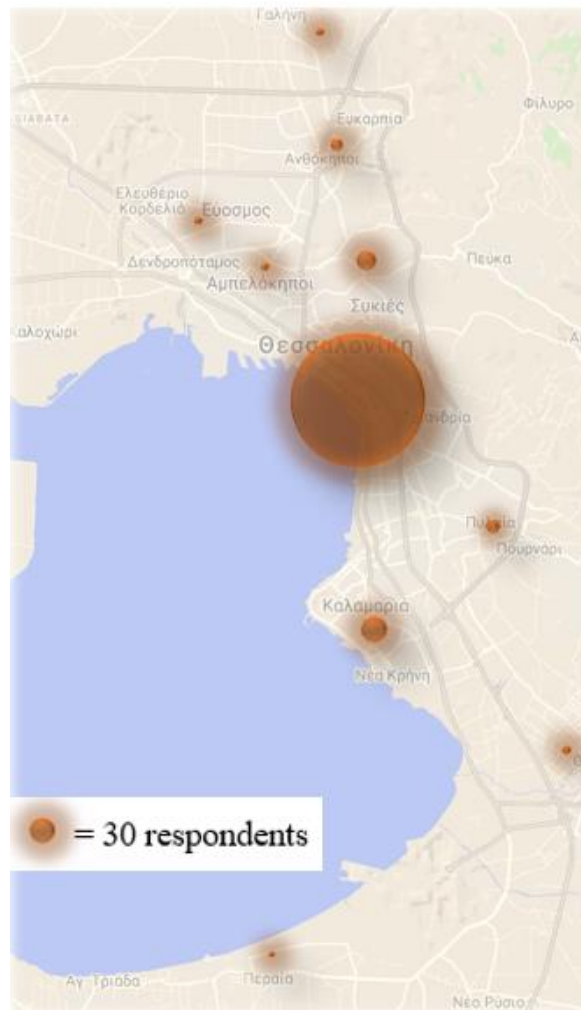 Γαλήνη
Φίλυρο
Ευκαρπία
SIABATA
Ανθόκηποι
Ελευθέριο
Κορδελιό
Εύοσμος
Δενδροπόταμος
Αμπελόκηποι
Πεύκα
Συκιές
Θεσσαλονίκη
Πυλαία
Πουρνάρι
Καλαμαριά
Νέα Κρήνη
= 30 respondents
Αγ. Τριάδα
Περαία
Νέο Ρύσιο